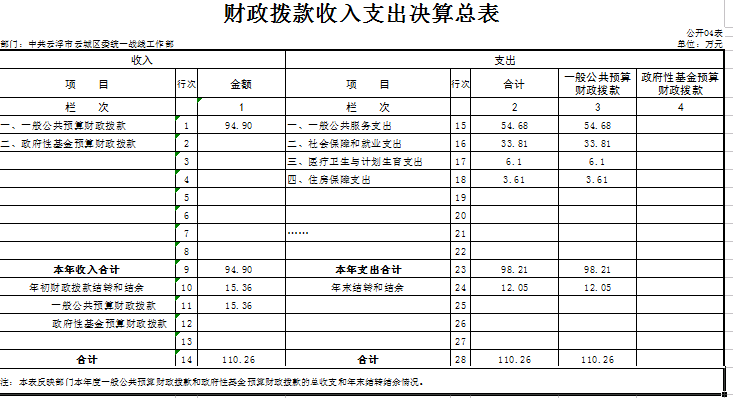 财政拨款收入支出决算总表
公开04表
部门：中共云浮市云城区委统一战线工作部 单位：万元
收入 支出
项 目 行次 金额 项 目 行次 合计 一般公共预算财政拨款 政府性基金预算财政拨款
栏 次 1 栏 次 2 3 4
一、一般公共预算财政拨款 1 94.90 一、一般公共服务支出 15 54.68 54.68
二、政府性基金预算财政拨款 2 二、社会保障和就业支出 16 33.81 33.81
3 三、医疗卫生与计划生育支出 17 6.1 6.1
4 四、住房保障支出 18 3.61 3.61
5 19
6 20
7 …… 21
8 22
本年收入合计 9 94.90 本年支出合计 23 98.21 98.21
年初财政拨款结转和结余 10 15.36 年末结转和结余 24 12.05 12.05
一般公共预算财政拨款 11 15.36 25
政府性基金预算财政拨款 12 26
13 27
合计 14 110.26 合计 28 110.26 110.26
注：本表反映部门本年度一般公共预算财政拨款和政府性基金预算财政拨款的总收支和年末结转结余情况。